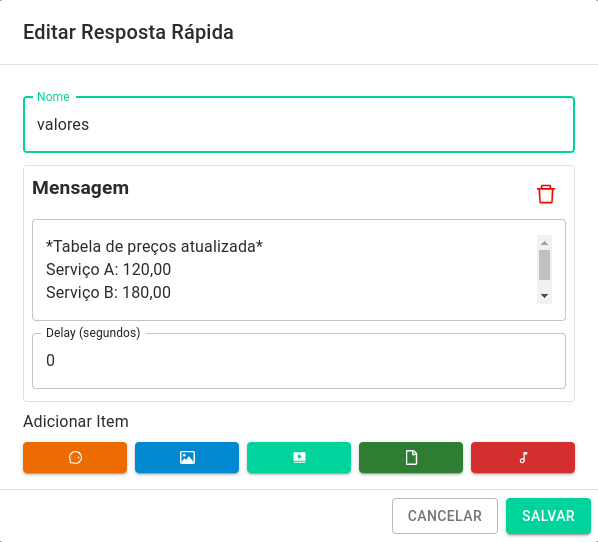 Editar Resposta Rápida
Nome
valores
Mensagem
*Tabela de preços atualizada*
Serviço A: 120,00
Serviço B: 180,00
Delay (segundos)
0
Adicionar Item
CANCELAR
SALVAR